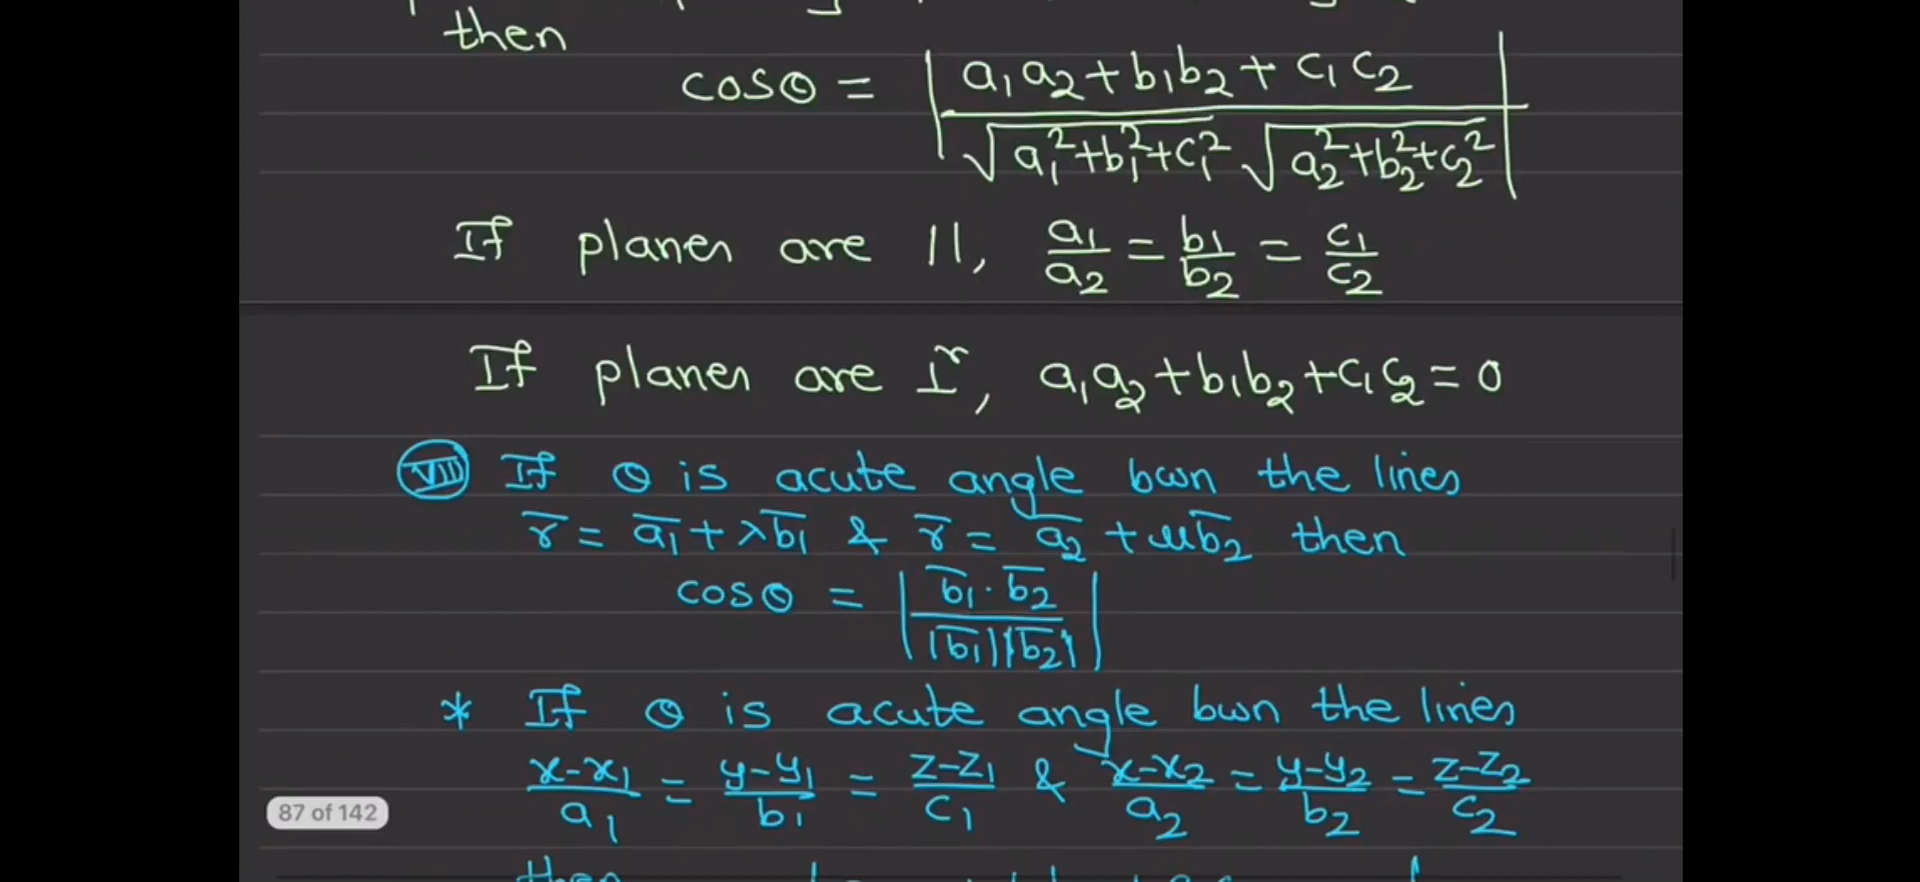 then
cosθ = | a₁a₂+b₁b₂+c₁c₂ / √a₁²+b₁²+c₁² √a₂²+b₂²+c₂² |
If planes are ||, a₁/a₂ = b₁/b₂ = c₁/c₂
If planes are ⊥ʳ, a₁a₂+b₁b₂+c₁c₂=0
VIII If θ is acute angle bwn the lines
r̅ = a̅₁+λb̅₁ & r̅ = a̅₂+μb̅₂ then
cosθ = | b̅₁·b̅₂ / |b̅₁||b̅₂| |
* If θ is acute angle bwn the lines
x-x₁/a₁ = y-y₁/b₁ = z-z₁/c₁ & x-x₂/a₂ = y-y₂/b₂ = z-z₂/c₂
87 of 142
then